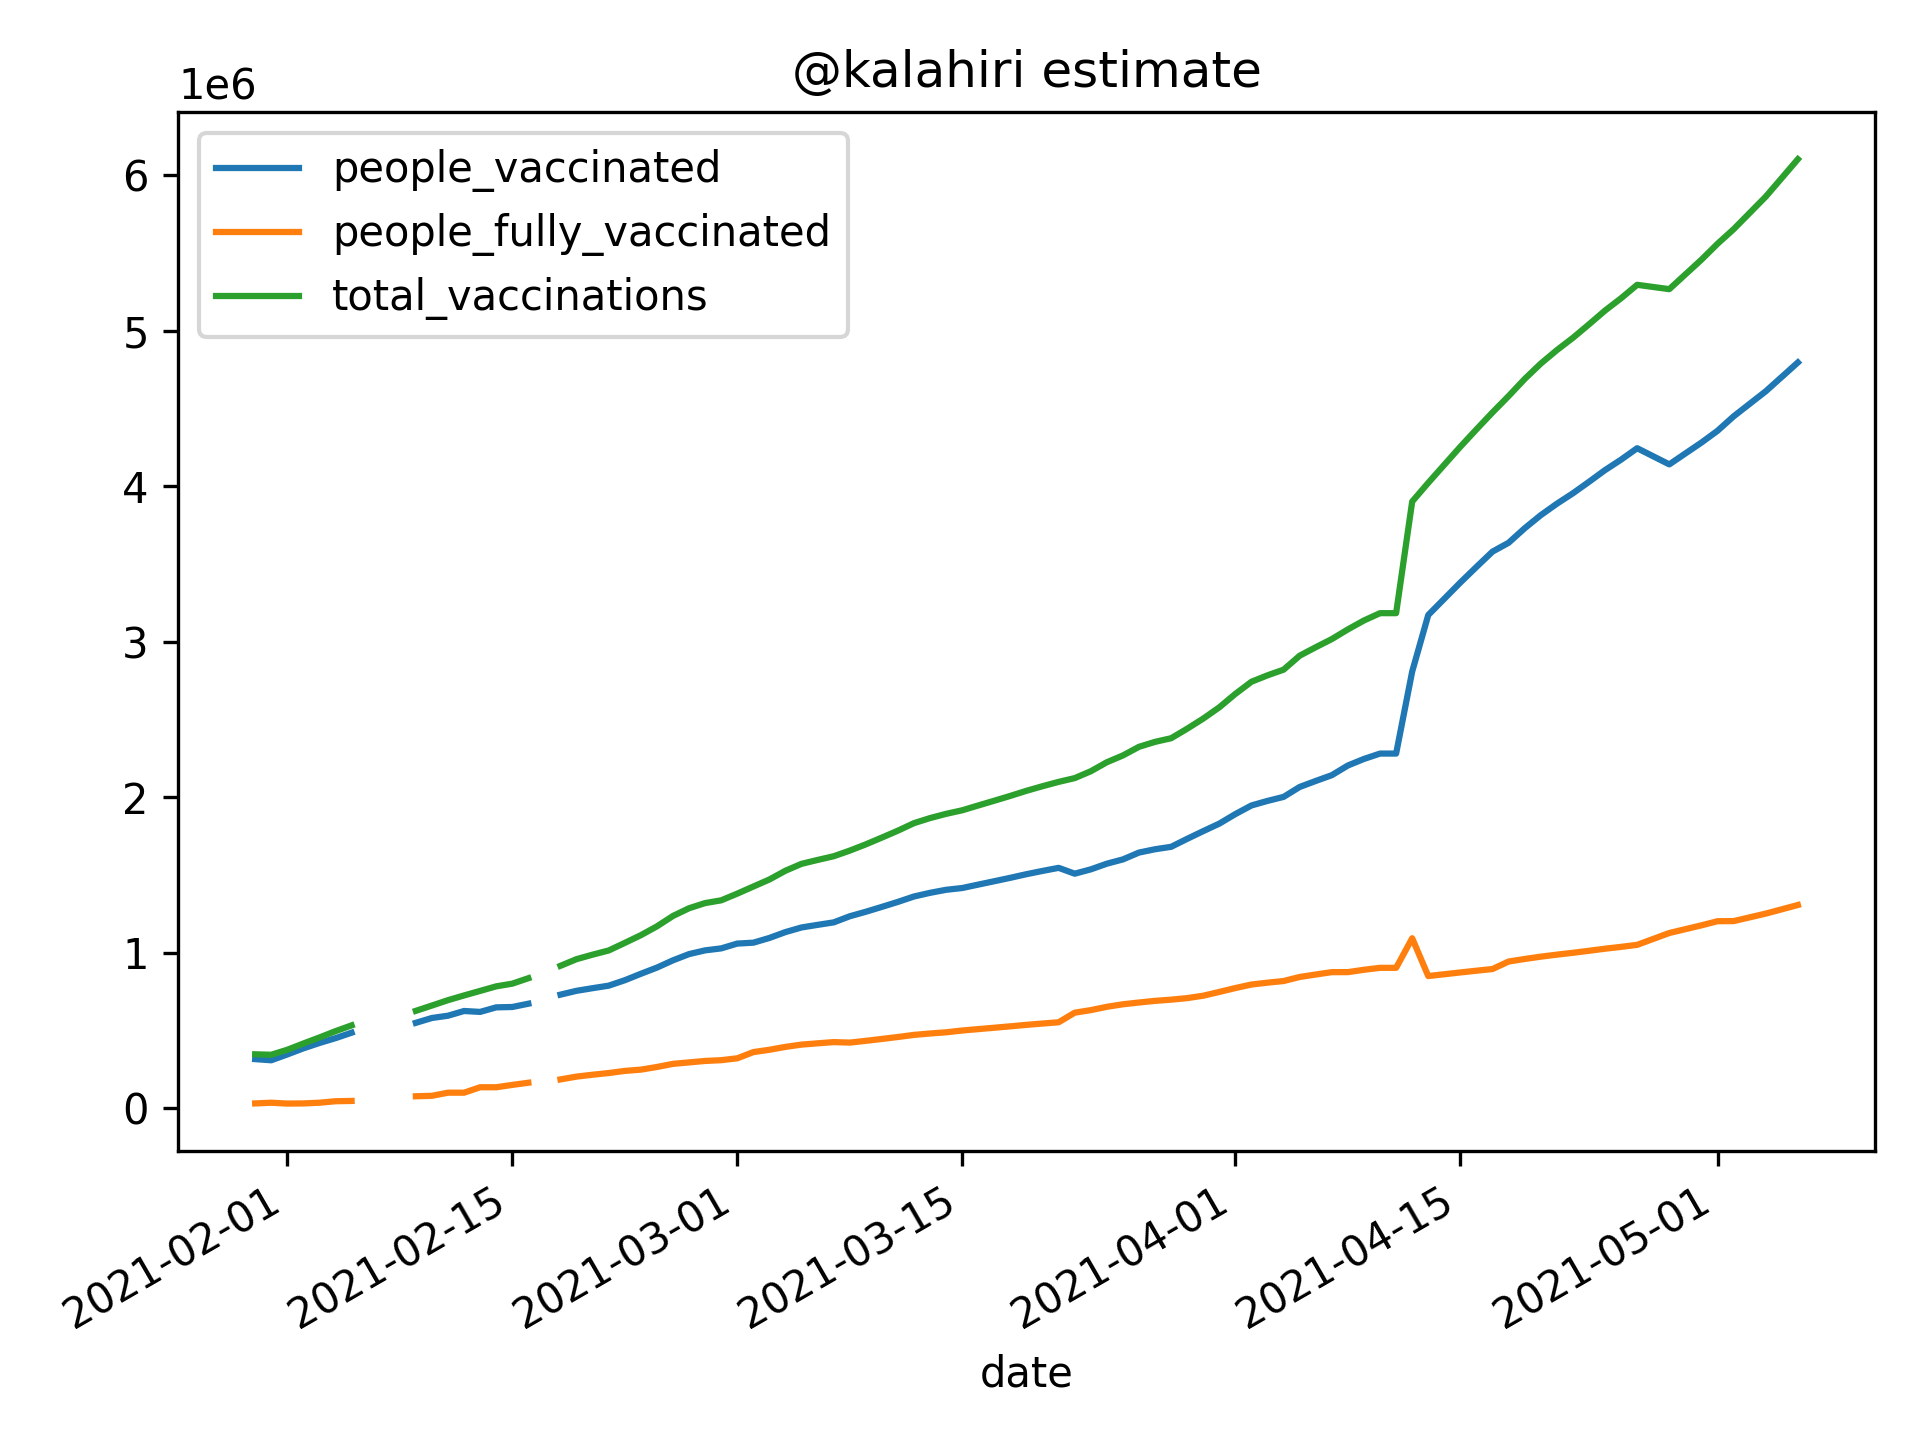 @kalahiri estimate
1e6
people_vaccinated
people_fully_vaccinated
total_vaccinations
6
5
4
3
2
1
0
2021-02-01
2021-02-15
2021-03-01
2021-03-15
2021-04-01
2021-04-15
2021-05-01
date